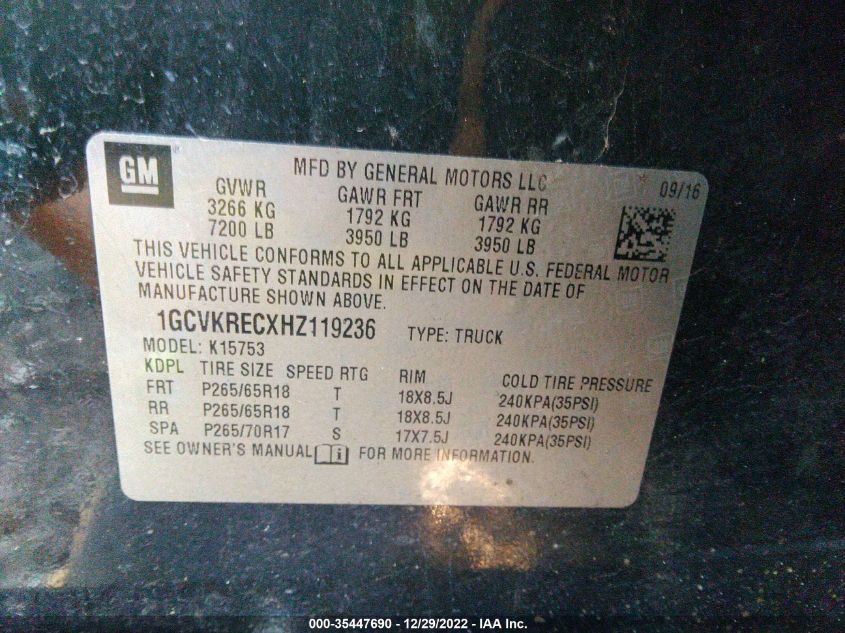 GM
MFD BY GENERAL MOTORS LLC 09/16
GVWR GAWR FRT GAWR RR
3266 KG 1792 KG 1792 KG
7200 LB 3950 LB 3950 LB
THIS VEHICLE CONFORMS TO ALL APPLICABLE U.S. FEDERAL MOTOR
VEHICLE SAFETY STANDARDS IN EFFECT ON THE DATE OF
MANUFACTURE SHOWN ABOVE.
1GCVKRECXHZ119236 TYPE: TRUCK
MODEL: K15753
KDPL TIRE SIZE SPEED RTG RIM COLD TIRE PRESSURE
FRT P265/65R18 T 18X8.5J 240KPA(35PSI)
RR P265/65R18 T 18X8.5J 240KPA(35PSI)
SPA P265/70R17 S 17X7.5J 240KPA(35PSI)
SEE OWNER'S MANUAL FOR MORE INFORMATION.
000-35447690 - 12/29/2022 - IAA Inc.